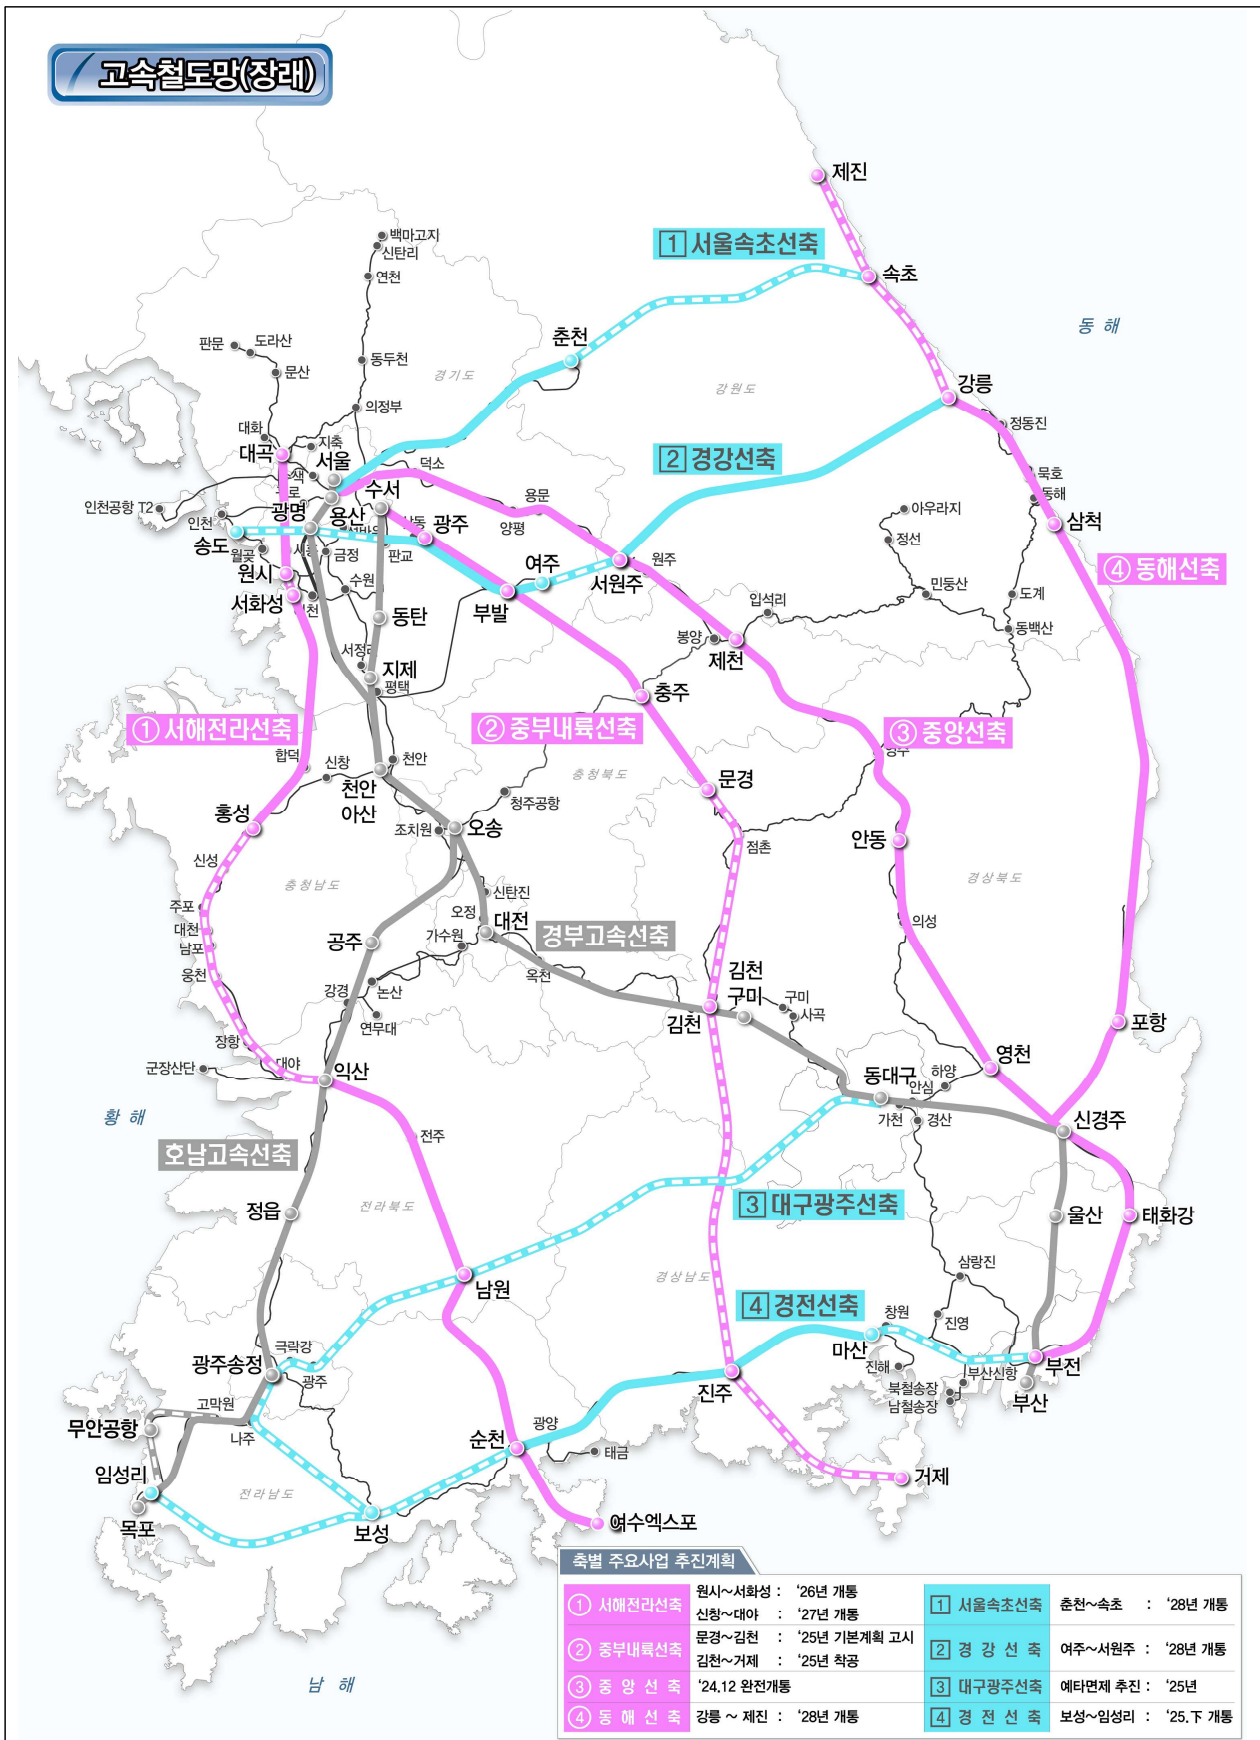 고속철도망(장래)
제진
1 서울속초선축
속초
동 해
백마고지
신탄리
연천
춘천
판문
도라산
문산
동두천
경기도
강원도
강릉
정동진
의정부
대화
지축
대곡
서울
2 경강선축
덕소
묵호
동해
수서
용문
인천공항 T2
인천
광명
용산
광주
양평
아우라지
삼척
송도
월곶
금정
판교
정선
원주
④ 동해선축
원시
수원
여주
서원주
서화성
부발
민둥산
도계
동탄
입석리
동백산
서정리
지제
봉양
제천
평택
충주
① 서해전라선축
② 중부내륙선축
③ 중앙선축
합덕
신창
천안
충청북도
천안
아산
청주공항
문경
홍성
조치원
오송
점촌
안동
신성
충청남도
신탄진
경상북도
주포
오정
대전
의성
대천
가수원
경부고속선축
남포
공주
옥천
웅천
김천
구미
구미
강경
논산
사곡
연무대
김천
포항
장항
대야
군장산단
익산
동대구
하양
영천
안심
황 해
가천
경산
신경주
전주
호남고속선축
정읍
전라북도
3 대구광주선축
울산
태화강
남원
경상남도
삼랑진
4 경전선축
창원
진영
극락강
마산
광주송정
광주
진해
부산신항
부전
고막원
진주
북철송장
남철송장
부산
무안공항
나주
순천
광양
태금
임성리
전라남도
거제
목포
보성
여수엑스포
축별 주요사업 추진계획
① 서해전라선축 원시~서화성 : ‘26년 개통
신창~대야 : ‘27년 개통
② 중부내륙선축 문경~김천 : ‘25년 기본계획 고시
김천~거제 : ‘25년 착공
③ 중 앙 선 축 ‘24.12 완전개통
④ 동 해 선 축 강릉 ~ 제진 : ‘28년 개통
1 서울속초선축 춘천~속초 : ‘28년 개통
2 경 강 선 축 여주~서원주 : ‘28년 개통
3 대구광주선축 예타면제 추진 : ‘25년
4 경 전 선 축 보성~임성리 : ‘25.下 개통
남 해